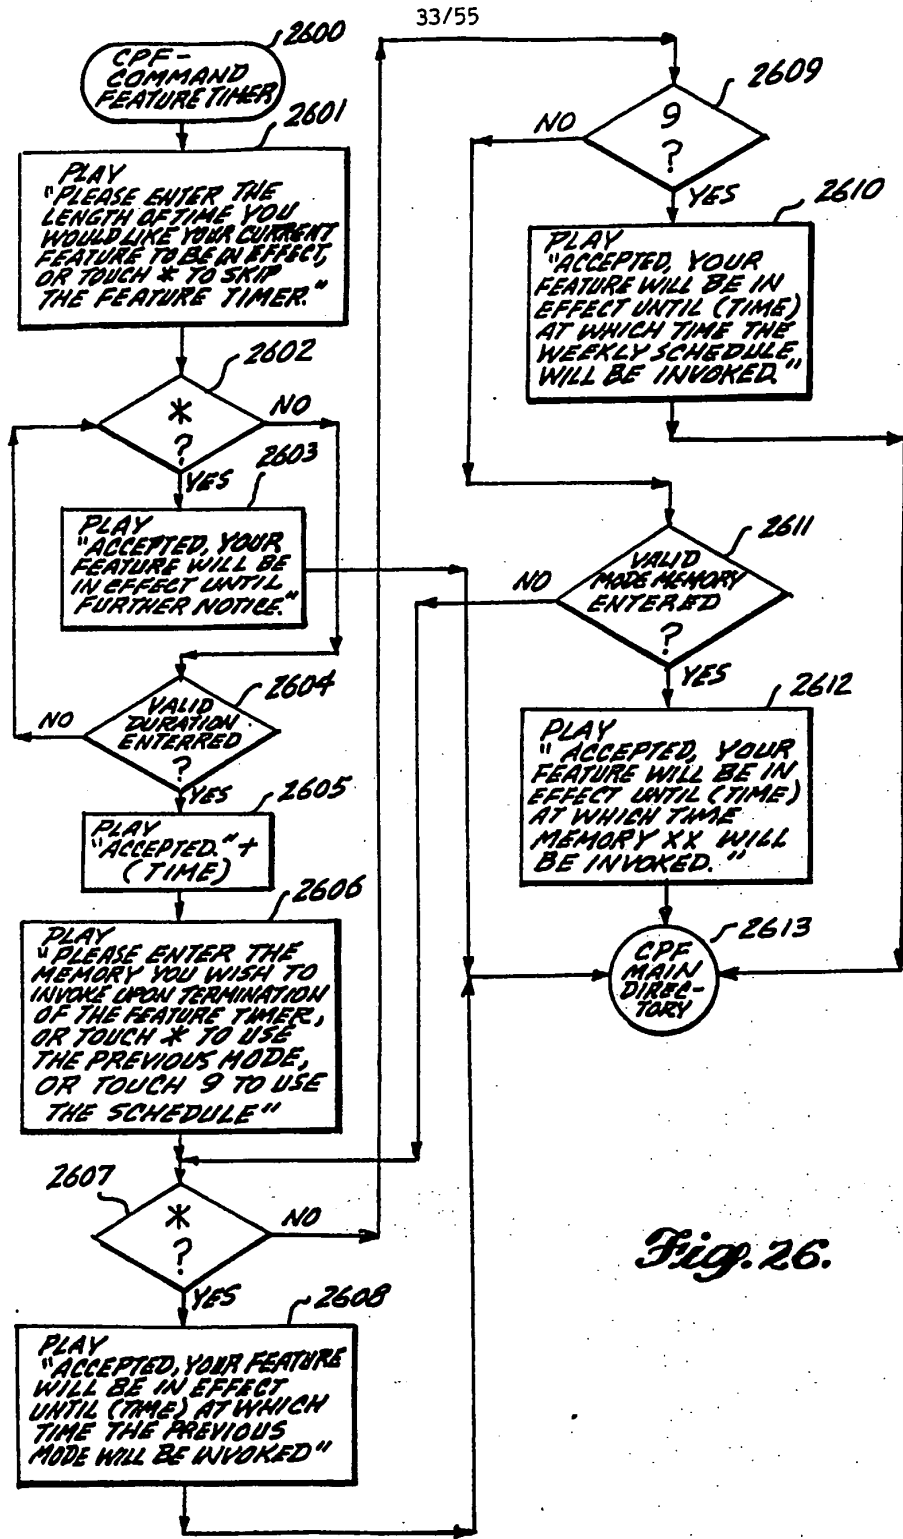 33/55
2600
CPF-
COMMAND
FEATURE TIMER
2601
PLAY
"PLEASE ENTER THE
LENGTH OF TIME YOU
WOULD LIKE YOUR CURRENT
FEATURE TO BE IN EFFECT,
OR TOUCH * TO SKIP
THE FEATURE TIMER."
2602
*
?
NO
YES
2603
PLAY
"ACCEPTED, YOUR
FEATURE WILL BE
IN EFFECT UNTIL
FURTHER NOTICE."
2604
VALID
DURATION
ENTERRED
?
NO
YES
2605
PLAY
"ACCEPTED." +
(TIME)
2606
PLAY
"PLEASE ENTER THE
MEMORY YOU WISH TO
INVOKE UPON TERMINATION
OF THE FEATURE TIMER,
OR TOUCH * TO USE
THE PREVIOUS MODE,
OR TOUCH 9 TO USE
THE SCHEDULE"
2607
*
?
NO
YES
2608
PLAY
"ACCEPTED, YOUR FEATURE
WILL BE IN EFFECT
UNTIL (TIME) AT WHICH
TIME THE PREVIOUS
MODE WILL BE INVOKED"
2609
9
?
NO
YES
2610
PLAY
"ACCEPTED, YOUR
FEATURE WILL BE IN
EFFECT UNTIL (TIME)
AT WHICH TIME THE
WEEKLY SCHEDULE
WILL BE INVOKED."
2611
VALID
MODE MEMORY
ENTERED
?
NO
YES
2612
PLAY
"ACCEPTED, YOUR
FEATURE WILL BE IN
EFFECT UNTIL (TIME)
AT WHICH TIME
MEMORY XX WILL
BE INVOKED."
2613
CPF
MAIN
DIREC-
TORY
Fig. 26.